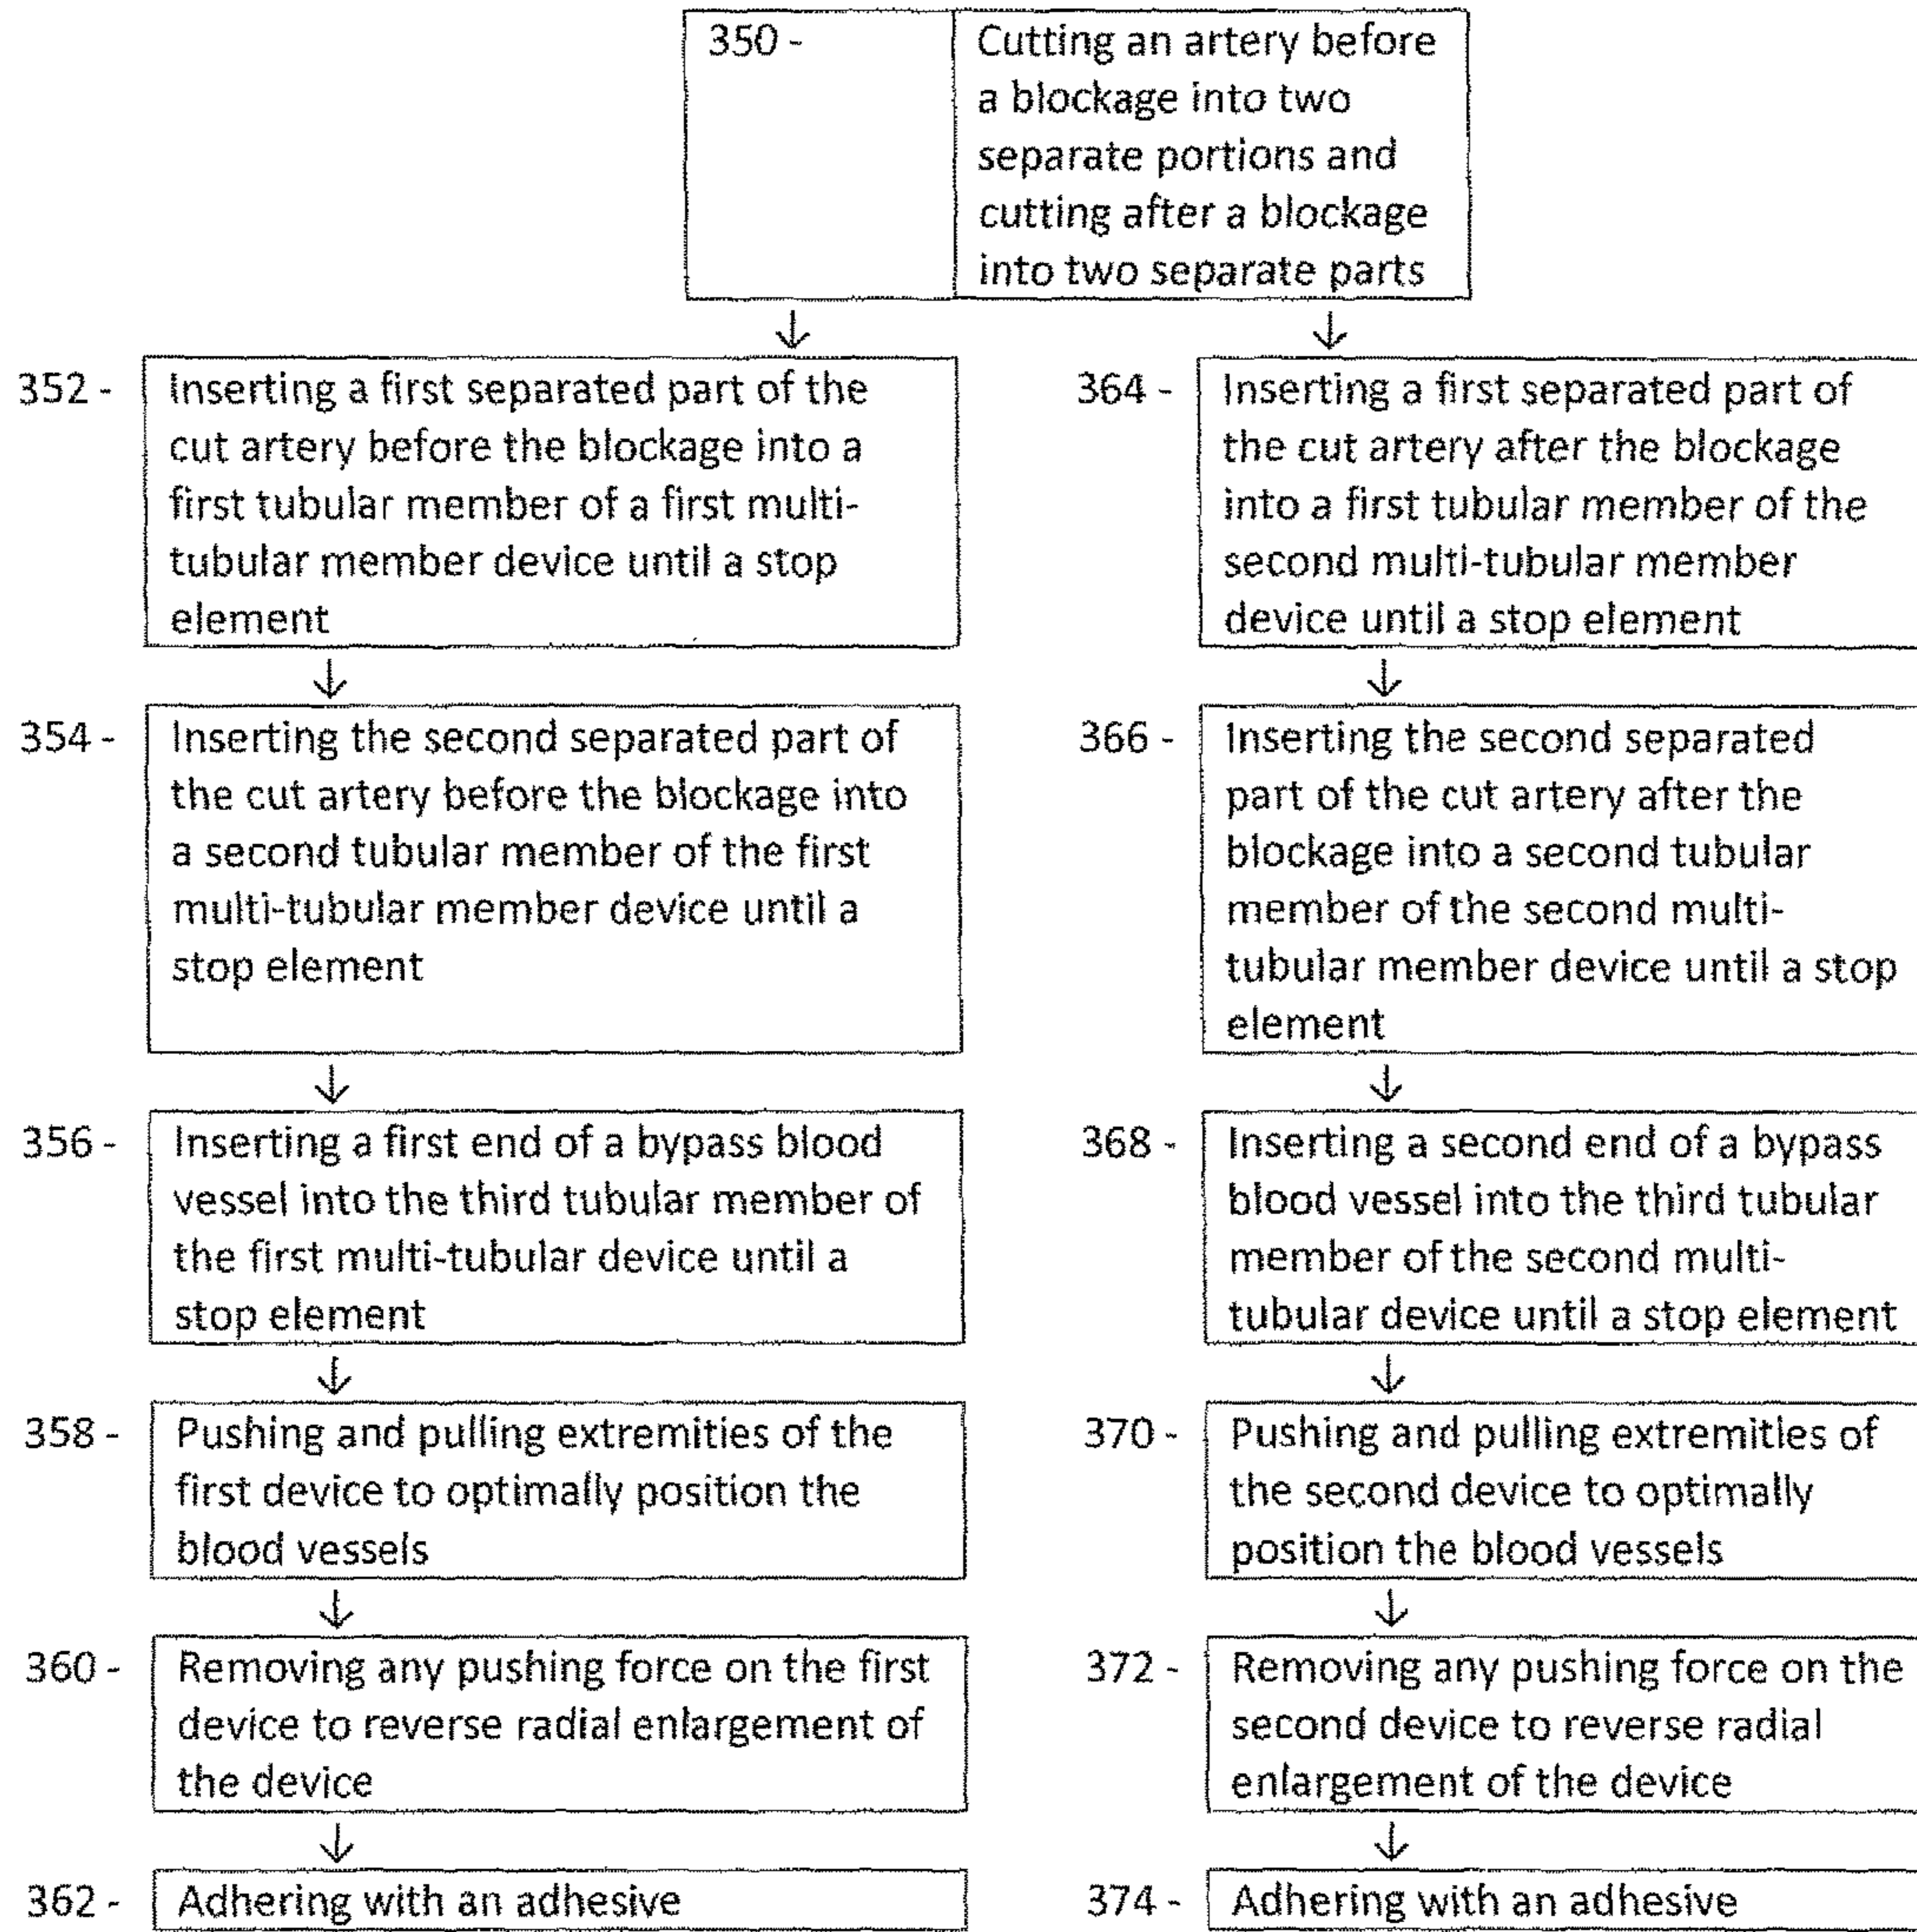 350 - Cutting an artery before
a blockage into two
separate portions and
cutting after a blockage
into two separate parts
352 - Inserting a first separated part of the
cut artery before the blockage into a
first tubular member of a first multi-
tubular member device until a stop
element
354 - Inserting the second separated part of
the cut artery before the blockage into
a second tubular member of the first
multi-tubular member device until a
stop element
356 - Inserting a first end of a bypass blood
vessel into the third tubular member of
the first multi-tubular device until a
stop element
358 - Pushing and pulling extremities of the
first device to optimally position the
blood vessels
360 - Removing any pushing force on the first
device to reverse radial enlargement of
the device
362 - Adhering with an adhesive
364 - Inserting a first separated part of
the cut artery after the blockage
into a first tubular member of the
second multi-tubular member
device until a stop element
366 - Inserting the second separated
part of the cut artery after the
blockage into a second tubular
member of the second multi-
tubular member device until a stop
element
368 - Inserting a second end of a bypass
blood vessel into the third tubular
member of the second multi-
tubular device until a stop element
370 - Pushing and pulling extremities of
the second device to optimally
position the blood vessels
372 - Removing any pushing force on the
second device to reverse radial
enlargement of the device
374 - Adhering with an adhesive